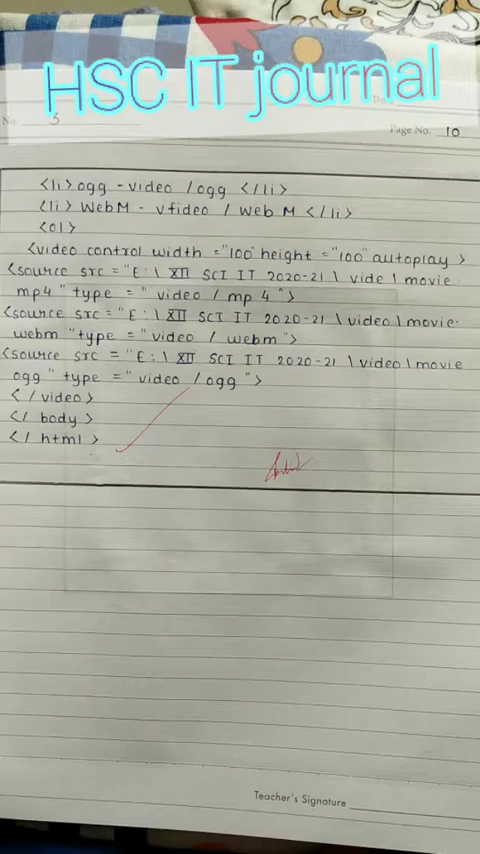 HSC IT journal
No. 3
Page No. 10
<li> ogg - video / ogg </li>
<li> WebM - vfideo / Web M </li>
<ol>
<video control width ="100" height ="100" autoplay >
<source src ="E:\ XII SCI IT 2020-21 \ vide \ movie.
mp4 " type = " video / mp 4 ">
<source src ="E:\ XII SCI IT 2020-21 \ video \ movie.
webm "type = "video / webm">
<source src = "E:\ XII SCI IT 2020-21 \ video \ movie
ogg " type =" video / ogg ">
</ video>
</ body >
</ html >
Teacher's Signature